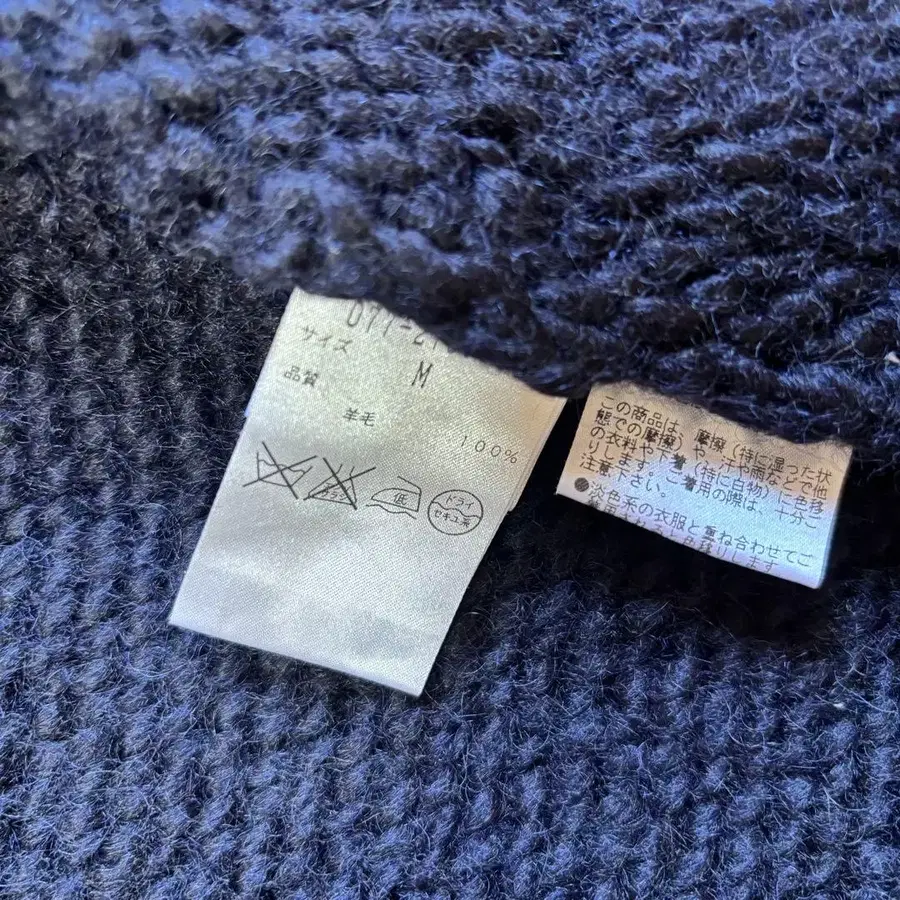 サイズ
M
品質
羊毛
100%
低
ドライ
セキユ系
この商品は、摩擦(特に湿った状
態での摩擦)や、汗や雨などで他
の衣料や下着(特に白物)に色移
りします。ご着用の際は、十分ご
注意下さい。
●淡色系の衣服と重ね合わせてご